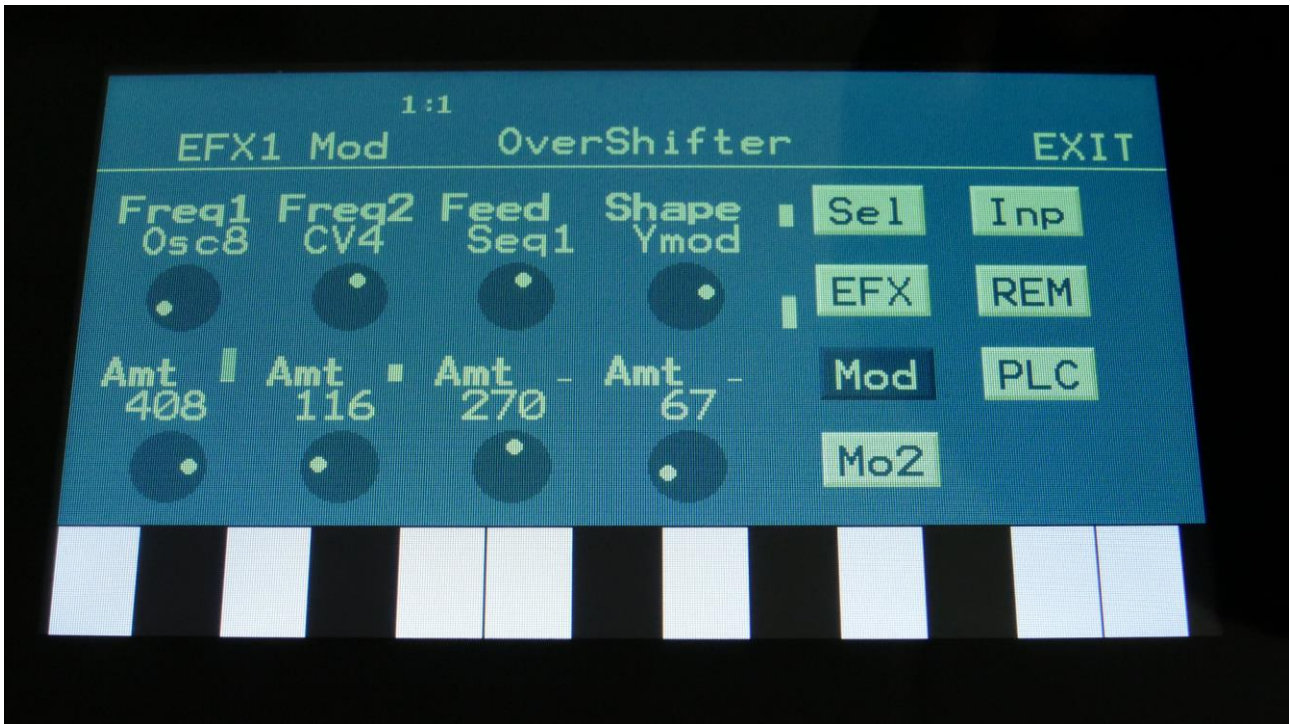 1:1
EFX1 Mod OverShifter EXIT
Freq1 Freq2 Feed Shape Sel Inp
Osc8 CV4 Seq1 Ymod
EFX REM
Amt Amt Amt Amt Mod PLC
408 116 270 67
Mo2